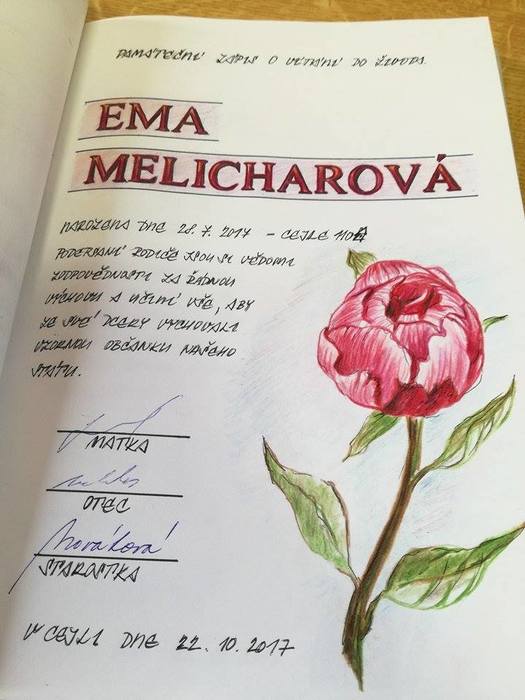 PAMÁTEČNÍ ZÁPIS O VÍTÁNÍ DO ŽIVOTA
EMA
MELICHAROVÁ
NAROZENA DNE 28.7.2017 - CEJLE 110
PODEPSANÍ RODIČE JSOU SI VĚDOMI
ZODPOVĚDNOSTI ZA ŘÁDNOU
VÝCHOVU A UČINÍ VŠE, ABY
ZE SVÉ DCERY VYCHOVALI
VZORNOU OBČANKU NAŠEHO
STÁTU.
MATKA
OTEC
Nováková
STAROSTKA
V CEJLI DNE 22.10.2017